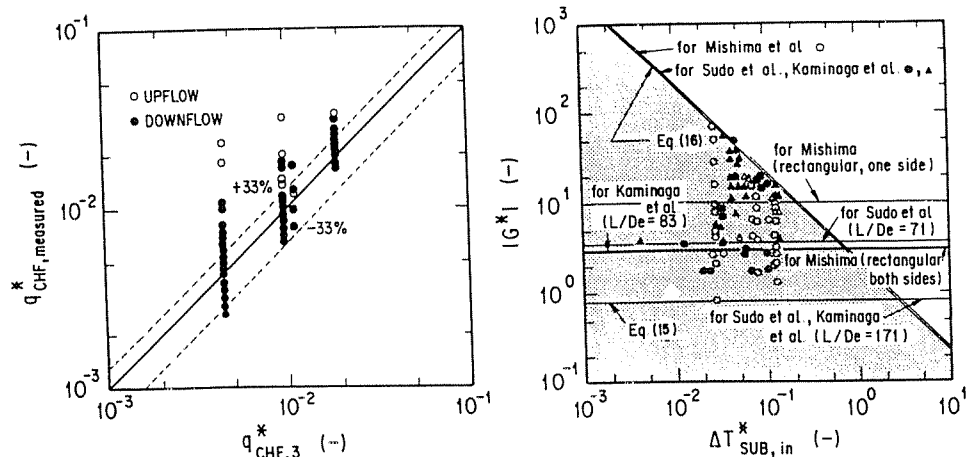 10^-1
○ UPFLOW
● DOWNFLOW
+33%
-33%
10^-2
10^-3
q*CHF,measured (-)
10^-3
10^-2
10^-1
q*CHF,3 (-)
10^3
for Mishima et al ○
for Sudo et al., Kaminaga et al. ●, ▲
10^2
Eq (16)
for Mishima
(rectangular, one side)
10^1
for Kaminaga
et al
(L/De=83)
for Sudo et al
(L/De=71)
for Mishima (rectangular
both sides)
10^0
Eq (15)
for Sudo et al., Kaminaga
et al. (L/De=171)
10^-1
|G*| (-)
10^-3
10^-2
10^-1
10^0
10^1
ΔT*SUB,in (-)